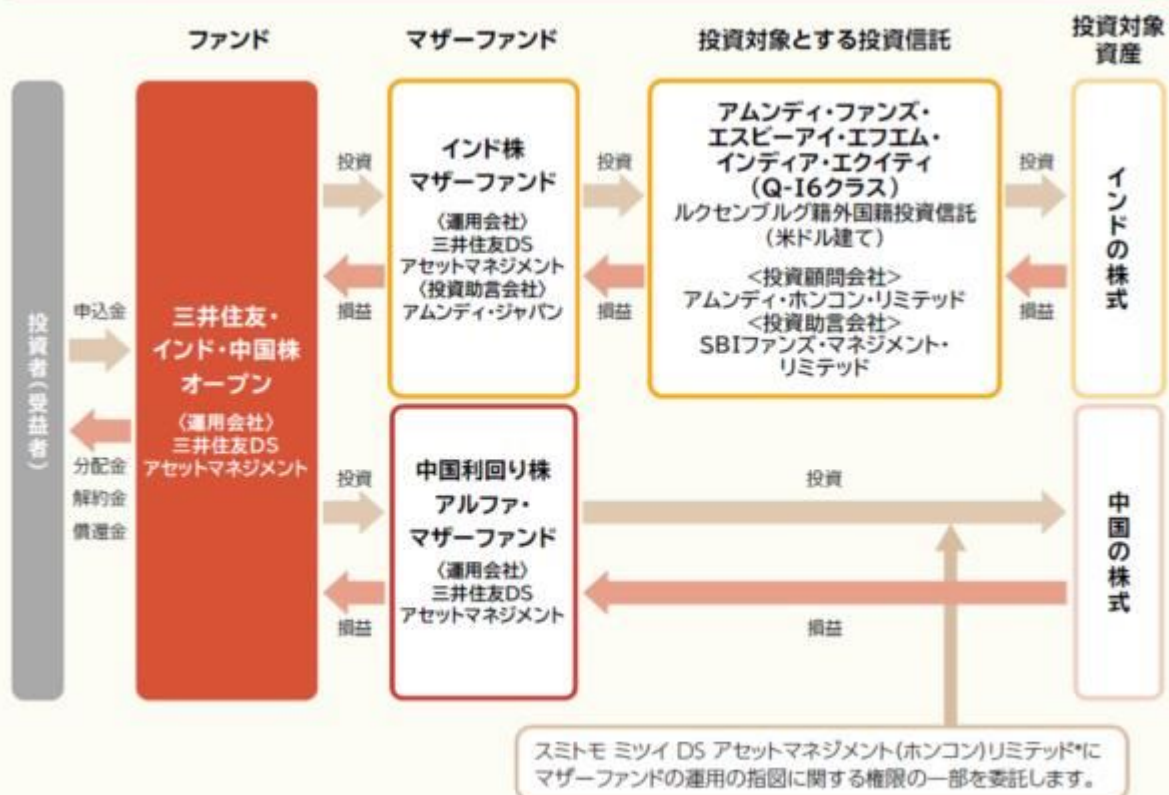 ファンド
マザーファンド
投資対象とする投資信託
投資対象
資産
投資者(受益者)
申込金
分配金
解約金
償還金
三井住友・
インド・中国株
オープン
〈運用会社〉
三井住友DS
アセットマネジメント
投資
損益
インド株
マザーファンド
〈運用会社〉
三井住友DS
アセットマネジメント
〈投資助言会社〉
アムンディ・ジャパン
投資
損益
アムンディ・ファンズ・
エスビーアイ・エフエム・
インディア・エクイティ
(Q-I6クラス)
ルクセンブルグ籍外国籍投資信託
(米ドル建て)
<投資顧問会社>
アムンディ・ホンコン・リミテッド
<投資助言会社>
SBIファンズ・マネジメント・
リミテッド
投資
損益
インドの株式
投資
損益
中国利回り株
アルファ・
マザーファンド
〈運用会社〉
三井住友DS
アセットマネジメント
投資
損益
中国の株式
スミトモ ミツイ DS アセットマネジメント(ホンコン)リミテッド*に
マザーファンドの運用の指図に関する権限の一部を委託します。